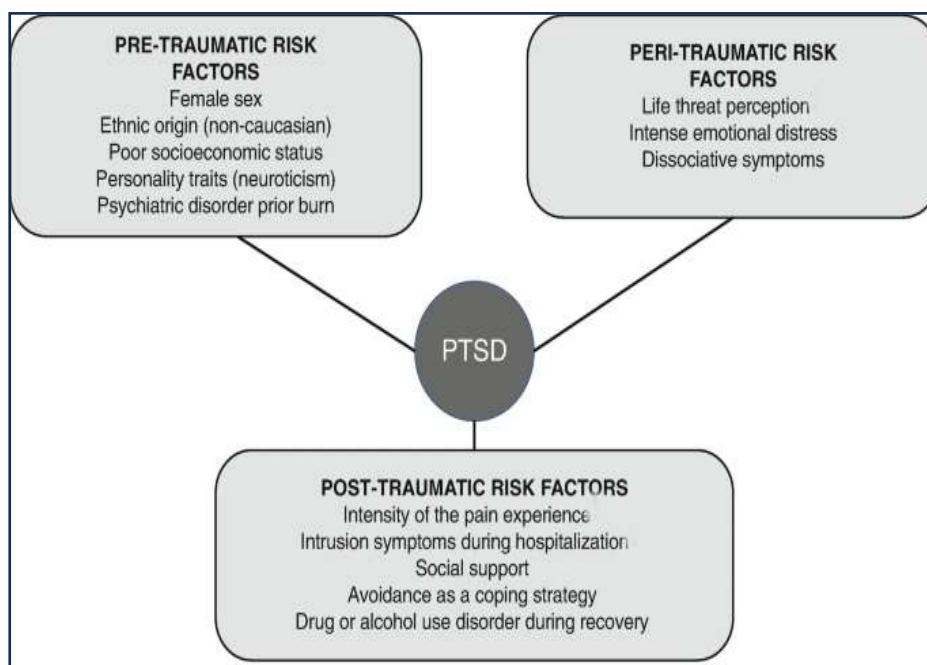 PRE-TRAUMATIC RISK
FACTORS
Female sex
Ethnic origin (non-caucasian)
Poor socioeconomic status
Personality traits (neuroticism)
Psychiatric disorder prior burn
PERI-TRAUMATIC RISK
FACTORS
Life threat perception
Intense emotional distress
Dissociative symptoms
PTSD
POST-TRAUMATIC RISK FACTORS
Intensity of the pain experience
Intrusion symptoms during hospitalization
Social support
Avoidance as a coping strategy
Drug or alcohol use disorder during recovery